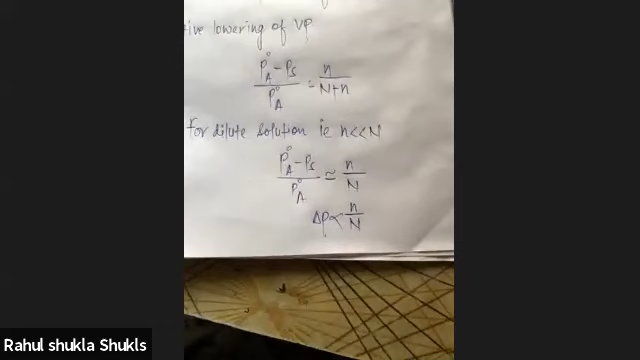 tive lowering of VP
P°A - Ps / P°A = n / N+n
For dilute solution ie n<<N
P°A - Ps / P°A ≃ n / N
Δp ∝ n / N
Rahul shukla Shukls